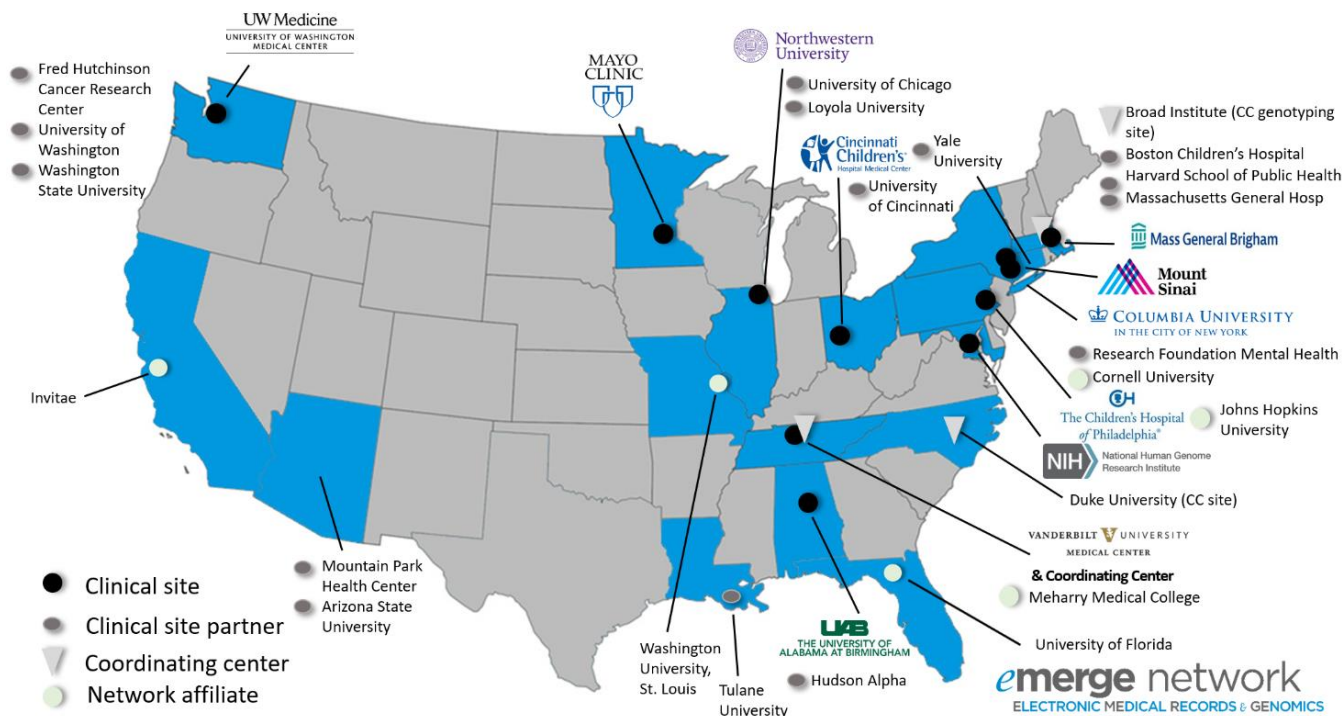 UW Medicine
UNIVERSITY OF WASHINGTON
MEDICAL CENTER
Fred Hutchinson
Cancer Research
Center
University of
Washington
Washington
State University
MAYO
CLINIC
Northwestern
University
University of Chicago
Loyola University
Cincinnati
Children's
Hospital Medical Center
University
of Cincinnati
Yale
University
Broad Institute (CC genotyping
site)
Boston Children's Hospital
Harvard School of Public Health
Massachusetts General Hosp
Mass General Brigham
Mount
Sinai
COLUMBIA UNIVERSITY
IN THE CITY OF NEW YORK
Research Foundation Mental Health
Cornell University
CH
The Children's Hospital
of Philadelphia®
Johns Hopkins
University
NIH
National Human Genome
Research Institute
Duke University (CC site)
VANDERBILT V UNIVERSITY
MEDICAL CENTER
& Coordinating Center
Meharry Medical College
University of Florida
Invitae
Mountain Park
Health Center
Arizona State
University
Washington
University,
St. Louis
Tulane
University
UAB
THE UNIVERSITY OF
ALABAMA AT BIRMINGHAM
Hudson Alpha
Clinical site
Clinical site partner
Coordinating center
Network affiliate
emerge network
ELECTRONIC MEDICAL RECORDS & GENOMICS